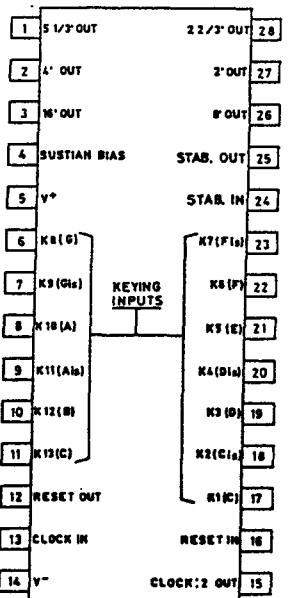 1 5 1/3' OUT 2 2/3' OUT 28
2 4' OUT 2' OUT 27
3 16' OUT 8' OUT 26
4 SUSTIAN BIAS STAB. OUT 25
5 V+ STAB. IN 24
6 K8(G) K7(Fis) 23
7 K9(Gis) KEYING INPUTS K6(F) 22
8 K10(A) K5(E) 21
9 K11(Ais) K4(Dis) 20
10 K12(B) K3(D) 19
11 K13(C) K2(Cis) 18
12 RESET OUT K1(C) 17
13 CLOCK IN RESET IN 16
14 V- CLOCK:2 OUT 15